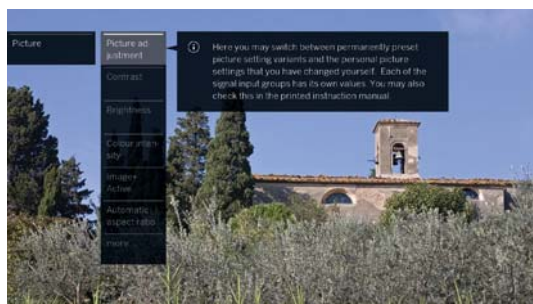 Picture
Picture ad
justment
Here you may switch between permanently preset
picture setting variants and the personal picture
settings that you have changed yourself. Each of the
signal input groups has its own values. You may also
check this in the printed instruction manual.
Contrast
Brightness
Colour inten
sity
Image+
Active
Automatic
aspect ratio
more ...